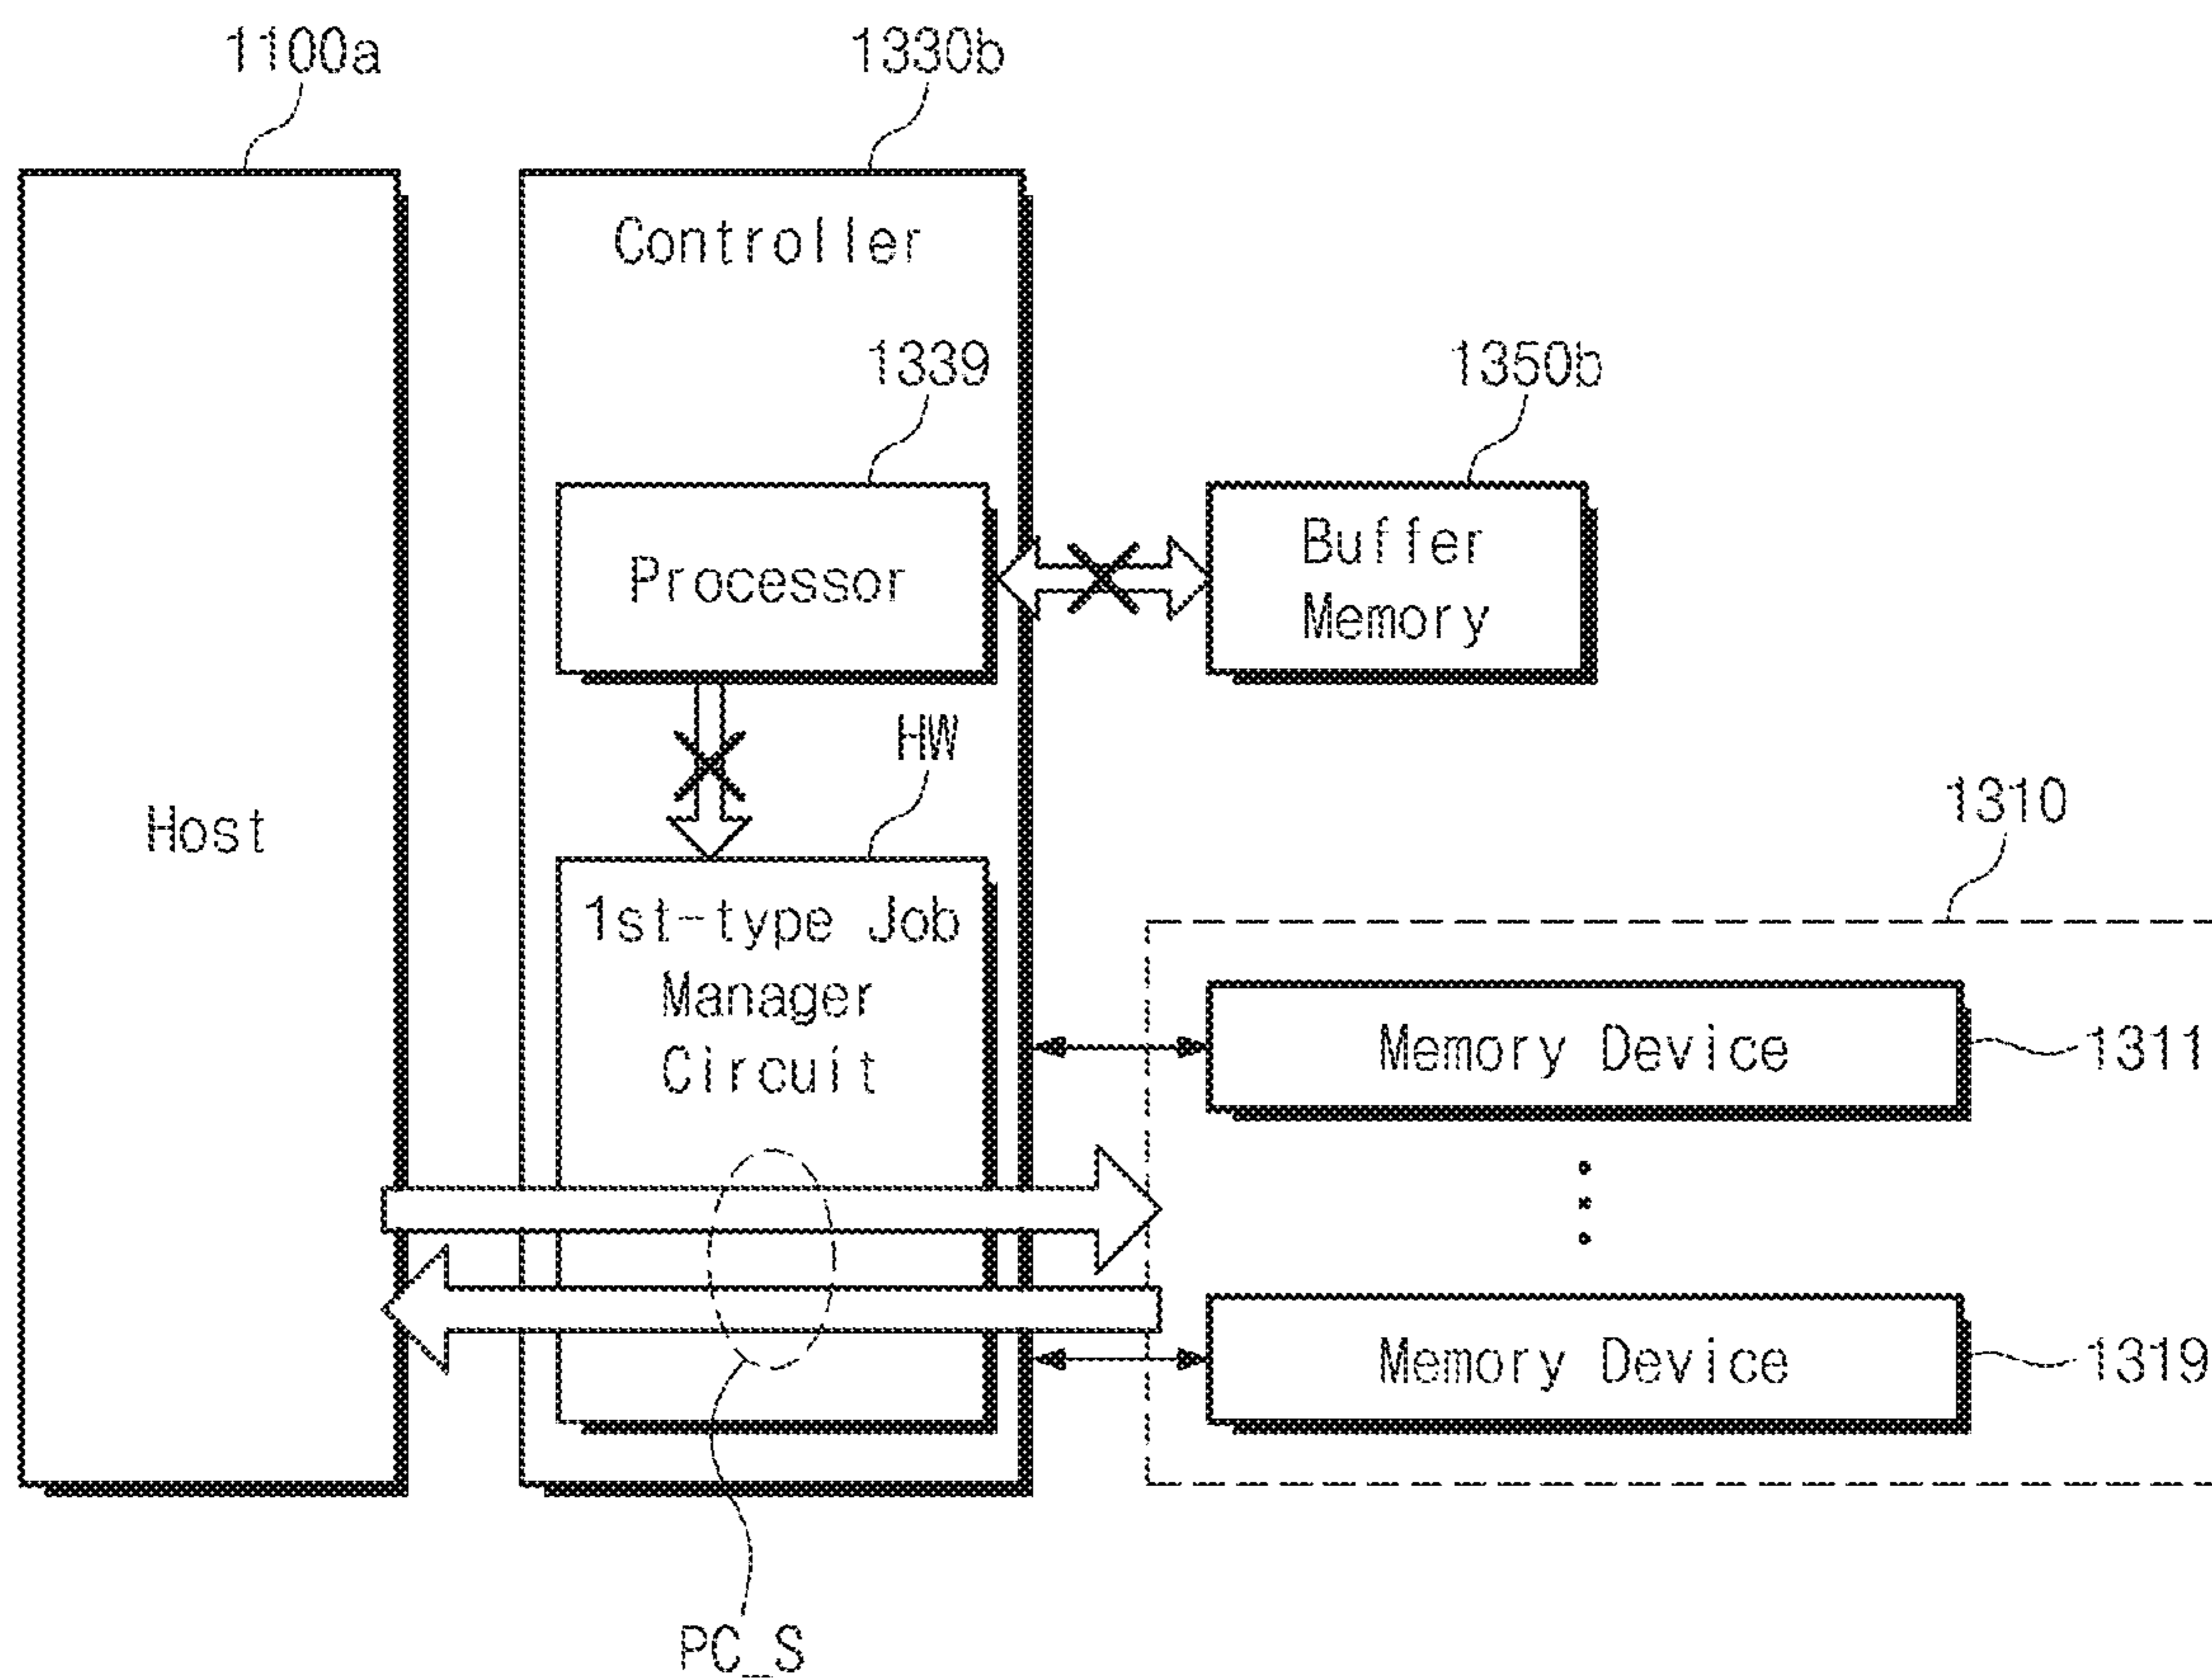 1100a
1330b
Controller
1339
1350b
Processor
Buffer
Memory
HW
Host
1310
1st-type Job
Manager
Circuit
Memory Device
1311
Memory Device
1319
PC_S